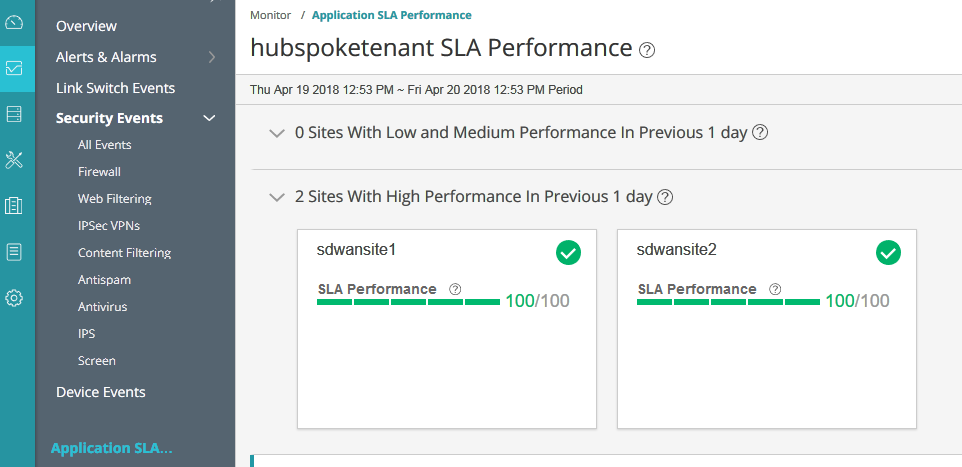 Overview
Alerts & Alarms
Link Switch Events
Security Events
All Events
Firewall
Web Filtering
IPSec VPNs
Content Filtering
Antispam
Antivirus
IPS
Screen
Device Events
Application SLA...
Monitor / Application SLA Performance
hubspoketenant SLA Performance ?
Thu Apr 19 2018 12:53 PM ~ Fri Apr 20 2018 12:53 PM Period
0 Sites With Low and Medium Performance In Previous 1 day ?
2 Sites With High Performance In Previous 1 day ?
sdwansite1
SLA Performance ?
100/100
sdwansite2
SLA Performance ?
100/100